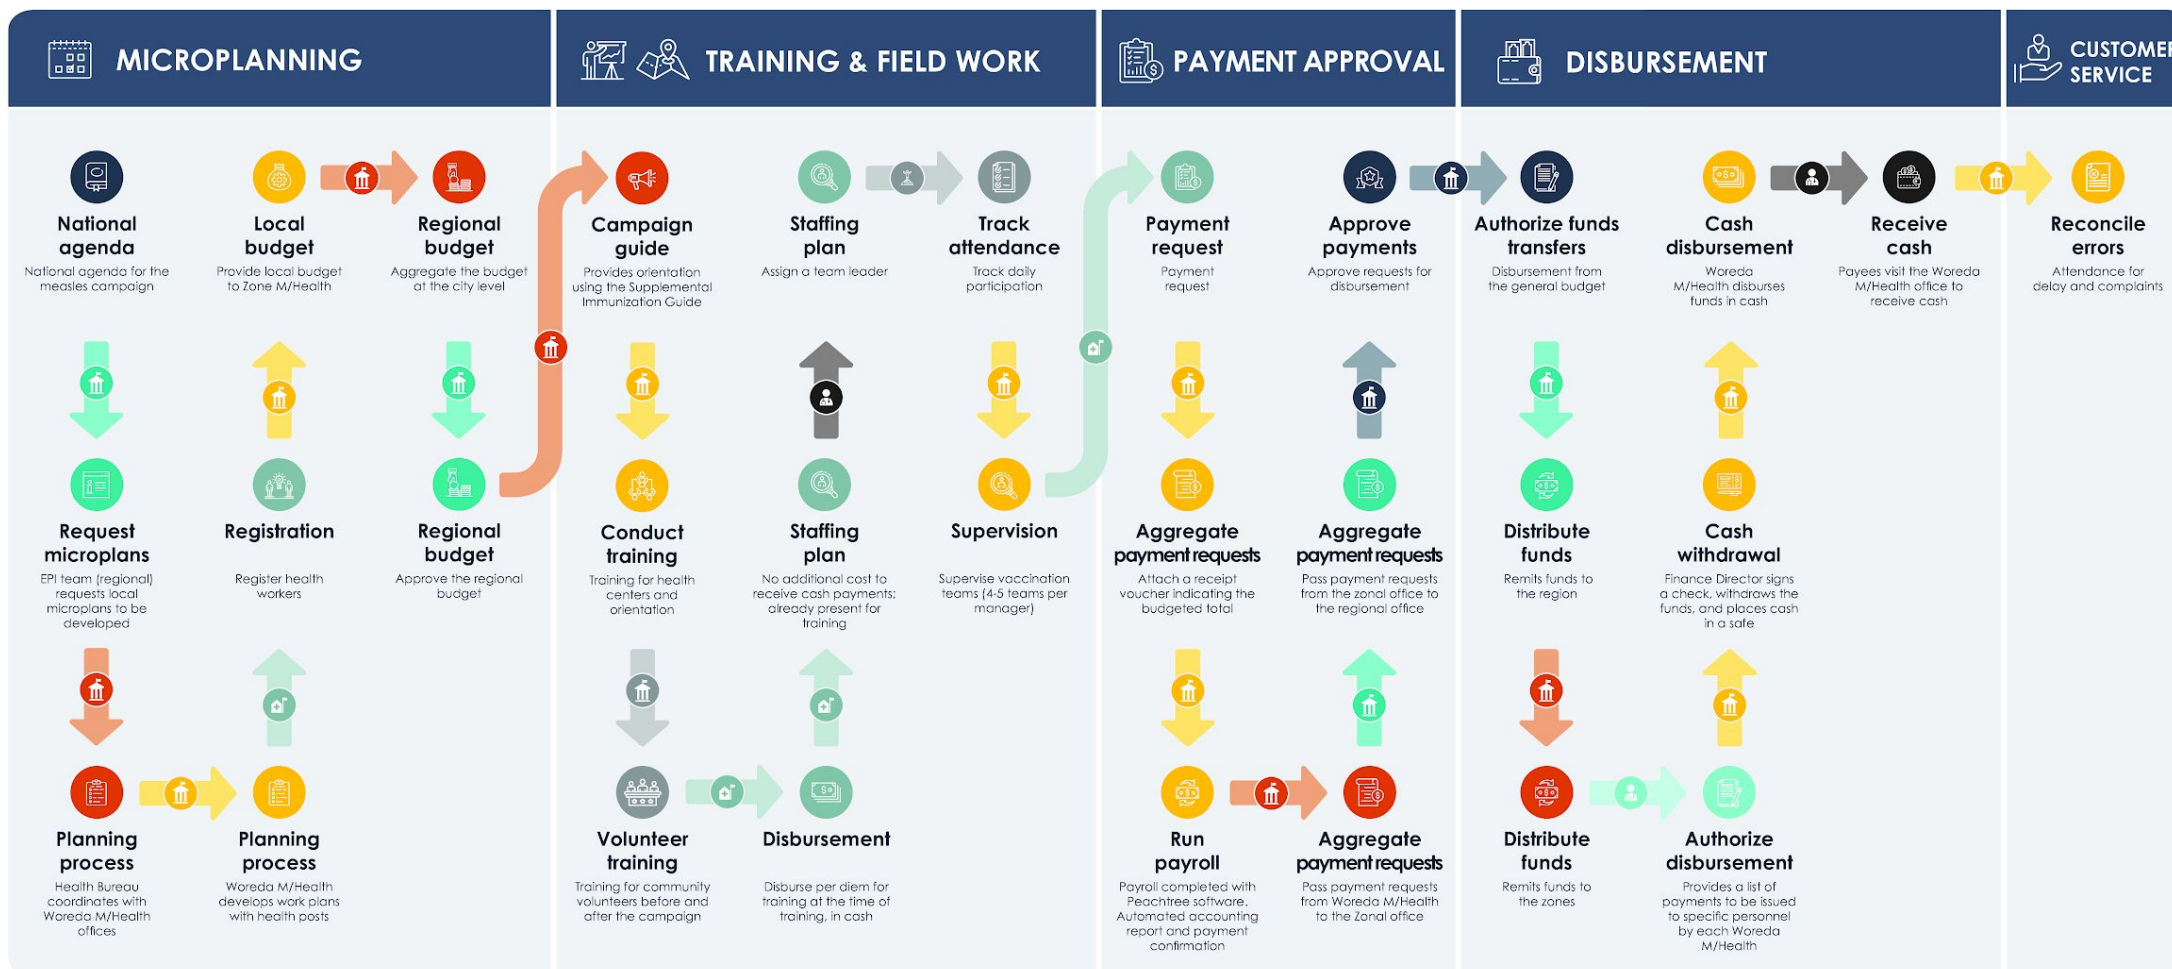 MICROPLANNING
TRAINING & FIELD WORK
PAYMENT APPROVAL
DISBURSEMENT
CUSTOMER
SERVICE
National
agenda
National agenda for the
measles campaign
Request
microplans
EPI team (regional)
requests local
microplans to be
developed
Planning
process
Health Bureau
coordinates with
Woreda M/Health
offices
Planning
process
Woreda M/Health
develops work plans
with health posts
Registration
Register health
workers
Local
budget
Provide local budget
to Zone M/Health
Regional
budget
Aggregate the budget
at the city level
Regional
budget
Approve the regional
budget
Campaign
guide
Provides orientation
using the Supplemental
Immunization Guide
Conduct
training
Training for health
centers and
orientation
Volunteer
training
Training for community
volunteers before and
after the campaign
Disbursement
Disburse per diem for
training at the time of
training, in cash
Staffing
plan
No additional cost to
receive cash payments;
already present for
training
Staffing
plan
Assign a team leader
Track
attendance
Track daily
participation
Supervision
Supervise vaccination
teams (4-5 teams per
manager)
Payment
request
Payment
request
Aggregate
payment requests
Attach a receipt
voucher indicating the
budgeted total
Run
payroll
Payroll completed with
Peachtree software.
Automated accounting
report and payment
confirmation
Aggregate
payment requests
Pass payment requests
from Woreda M/Health
to the Zonal office
Aggregate
payment requests
Pass payment requests
from the zonal office to
the regional office
Approve
payments
Approve requests for
disbursement
Authorize funds
transfers
Disbursement from
the general budget
Distribute
funds
Remits funds to
the region
Distribute
funds
Remits funds to
the zones
Authorize
disbursement
Provides a list of
payments to be issued
to specific personnel
by each Woreda
M/Health
Cash
withdrawal
Finance Director signs
a check, withdraws the
funds, and places cash
in a safe
Cash
disbursement
Woreda
M/Health disburses
funds in cash
Receive
cash
Payees visit the Woreda
M/Health office to
receive cash
Reconcile
errors
Attendance for
delay and complaints